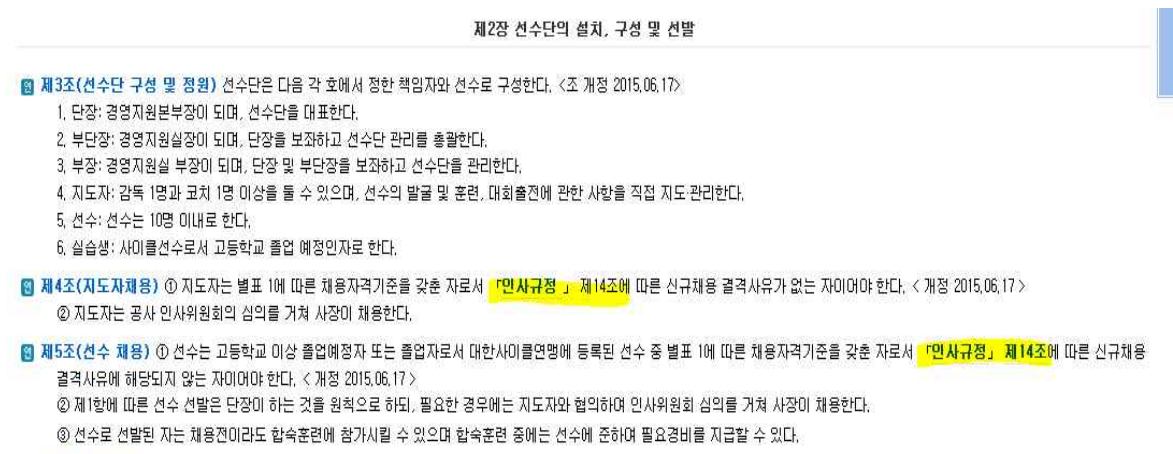 제2장 선수단의 설치, 구성 및 선발
연 제3조(선수단 구성 및 정원) 선수단은 다음 각 호에서 정한 책임자와 선수로 구성한다. <조 개정 2015.06.17>
1. 단장: 경영지원본부장이 되며, 선수단을 대표한다.
2. 부단장: 경영지원실장이 되며, 단장을 보좌하고 선수단 관리를 총괄한다.
3. 부장: 경영지원실 부장이 되며, 단장 및 부단장을 보좌하고 선수단을 관리한다.
4. 지도자: 감독 1명과 코치 1명 이상을 둘 수 있으며, 선수의 발굴 및 훈련, 대회출전에 관한 사항을 직접 지도·관리한다.
5. 선수: 선수는 10명 이내로 한다.
6. 실습생: 사이클선수로서 고등학교 졸업 예정인자로 한다.
연 제4조(지도자채용) ① 지도자는 별표 1에 따른 채용자격기준을 갖춘 자로서 「인사규정 」 제14조에 따른 신규채용 결격사유가 없는 자이어야 한다. < 개정 2015.06.17 >
② 지도자는 공사 인사위원회의 심의를 거쳐 사장이 채용한다.
연 제5조(선수 채용) ① 선수는 고등학교 이상 졸업예정자 또는 졸업자로서 대한사이클연맹에 등록된 선수 중 별표 1에 따른 채용자격기준을 갖춘 자로서 「인사규정」 제14조에 따른 신규채용
결격사유에 해당되지 않는 자이어야 한다. < 개정 2015.06.17 >
② 제1항에 따른 선수 선발은 단장이 하는 것을 원칙으로 하되, 필요한 경우에는 지도자와 협의하여 인사위원회 심의를 거쳐 사장이 채용한다.
③ 선수로 선발된 자는 채용전이라도 합숙훈련에 참가시킬 수 있으며 합숙훈련 중에는 선수에 준하여 필요경비를 지급할 수 있다.